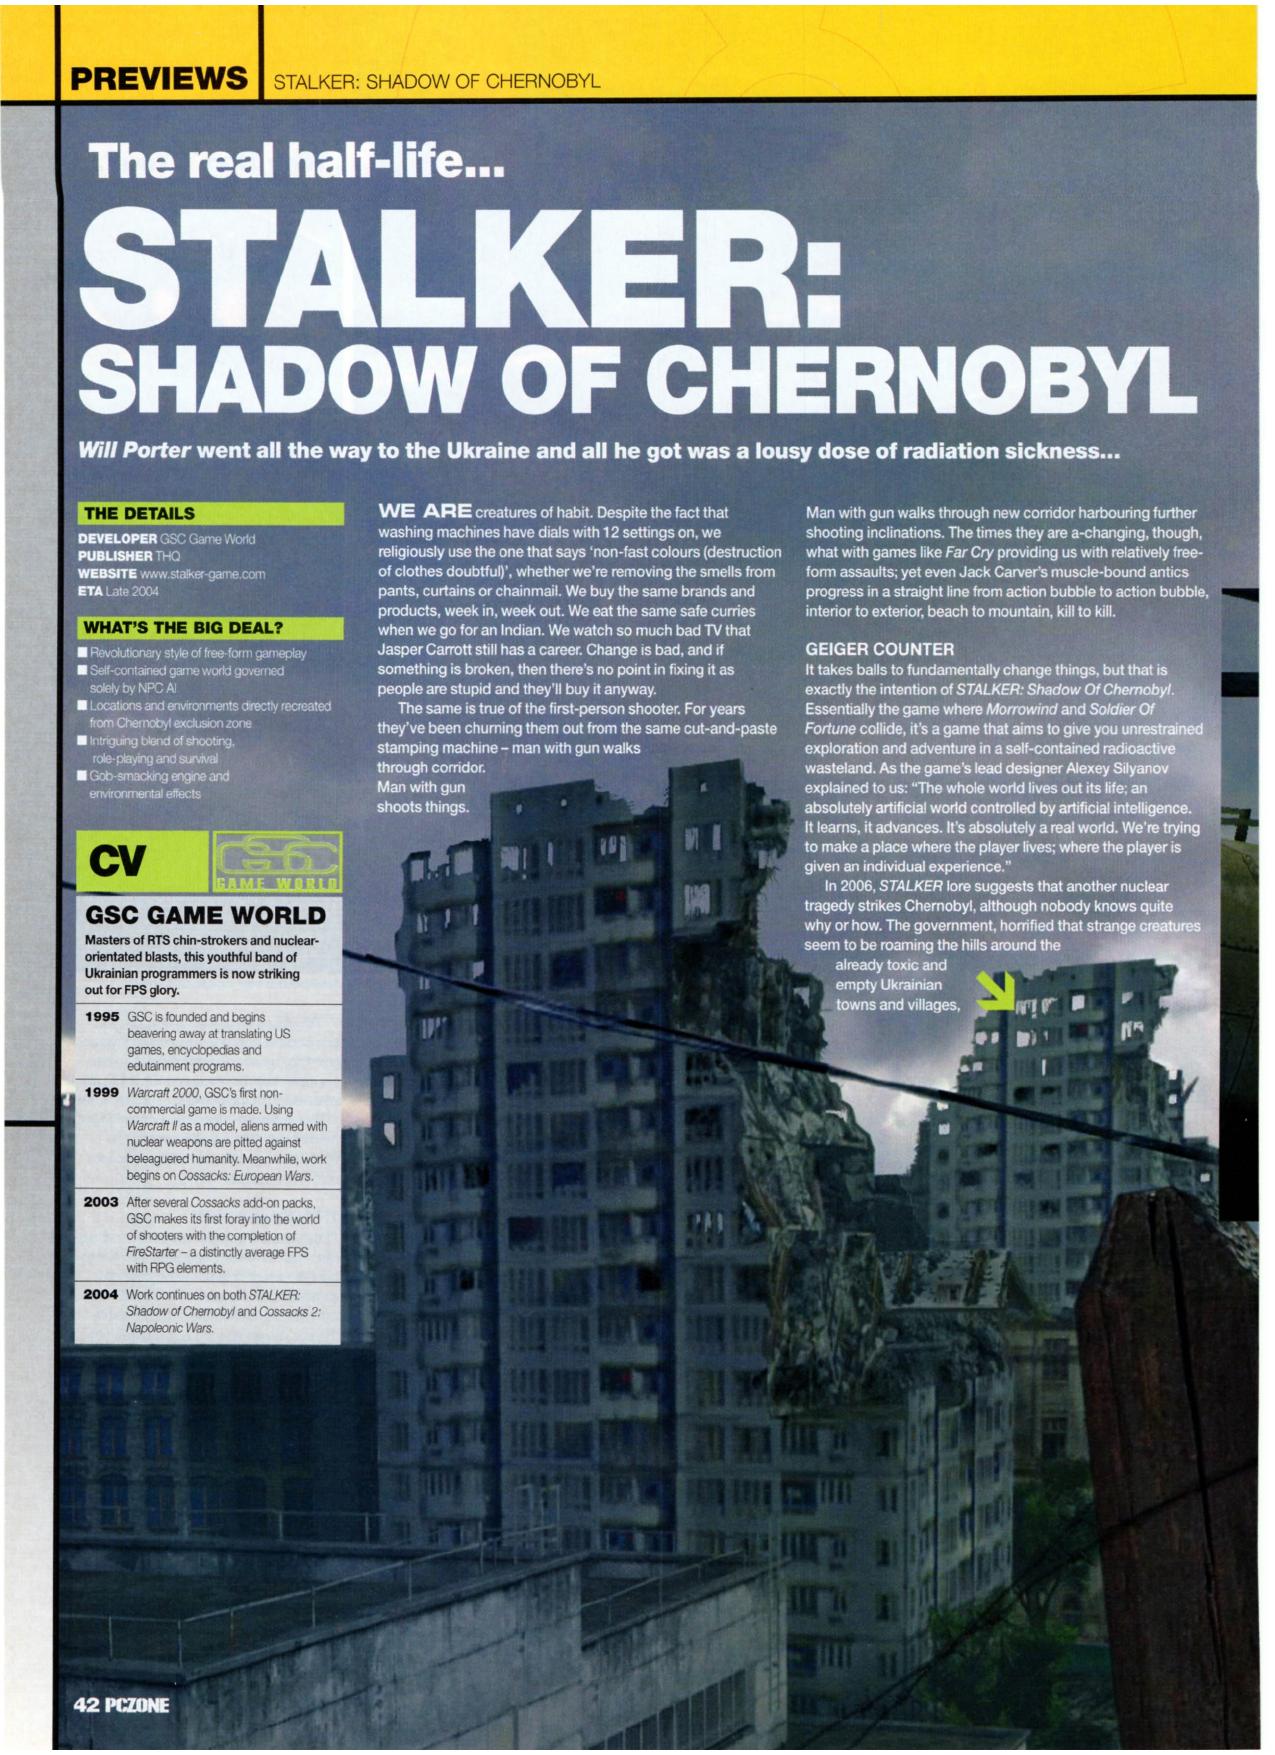 PREVIEWS
STALKER: SHADOW OF CHERNOBYL
The real half-life...
STALKER:
SHADOW OF CHERNOBYL
Will Porter went all the way to the Ukraine and all he got was a lousy dose of radiation sickness...
THE DETAILS
DEVELOPER GSC Game World
PUBLISHER THQ
WEBSITE www.stalker-game.com
ETA Late 2004
WHAT'S THE BIG DEAL?
Revolutionary style of free-form gameplay
Self-contained game world governed
solely by NPC AI
Locations and environments directly recreated
from Chernobyl exclusion zone
Intriguing blend of shooting,
role-playing and survival
Gob-smacking engine and
environmental effects
CV
GSC
GAME WORLD
GSC GAME WORLD
Masters of RTS chin-strokers and nuclear-
orientated blasts, this youthful band of
Ukrainian programmers is now striking
out for FPS glory.
1995 GSC is founded and begins
beavering away at translating US
games, encyclopedias and
edutainment programs.
1999 Warcraft 2000, GSC's first non-
commercial game is made. Using
Warcraft II as a model, aliens armed with
nuclear weapons are pitted against
beleaguered humanity. Meanwhile, work
begins on Cossacks: European Wars.
2003 After several Cossacks add-on packs,
GSC makes its first foray into the world
of shooters with the completion of
FireStarter – a distinctly average FPS
with RPG elements.
2004 Work continues on both STALKER:
Shadow of Chernobyl and Cossacks 2:
Napoleonic Wars.
WE ARE creatures of habit. Despite the fact that
washing machines have dials with 12 settings on, we
religiously use the one that says 'non-fast colours (destruction
of clothes doubtful)', whether we're removing the smells from
pants, curtains or chainmail. We buy the same brands and
products, week in, week out. We eat the same safe curries
when we go for an Indian. We watch so much bad TV that
Jasper Carrott still has a career. Change is bad, and if
something is broken, then there's no point in fixing it as
people are stupid and they'll buy it anyway.
The same is true of the first-person shooter. For years
they've been churning them out from the same cut-and-paste
stamping machine – man with gun walks
through corridor.
Man with gun
shoots things.
Man with gun walks through new corridor harbouring further
shooting inclinations. The times they are a-changing, though,
what with games like Far Cry providing us with relatively free-
form assaults; yet even Jack Carver's muscle-bound antics
progress in a straight line from action bubble to action bubble,
interior to exterior, beach to mountain, kill to kill.
GEIGER COUNTER
It takes balls to fundamentally change things, but that is
exactly the intention of STALKER: Shadow Of Chernobyl.
Essentially the game where Morrowind and Soldier Of
Fortune collide, it's a game that aims to give you unrestrained
exploration and adventure in a self-contained radioactive
wasteland. As the game's lead designer Alexey Silyanov
explained to us: "The whole world lives out its life; an
absolutely artificial world controlled by artificial intelligence.
It learns, it advances. It's absolutely a real world. We're trying
to make a place where the player lives; where the player is
given an individual experience."
In 2006, STALKER lore suggests that another nuclear
tragedy strikes Chernobyl, although nobody knows quite
why or how. The government, horrified that strange creatures
seem to be roaming the hills around the
already toxic and
empty Ukrainian
towns and villages,
42 PCZONE